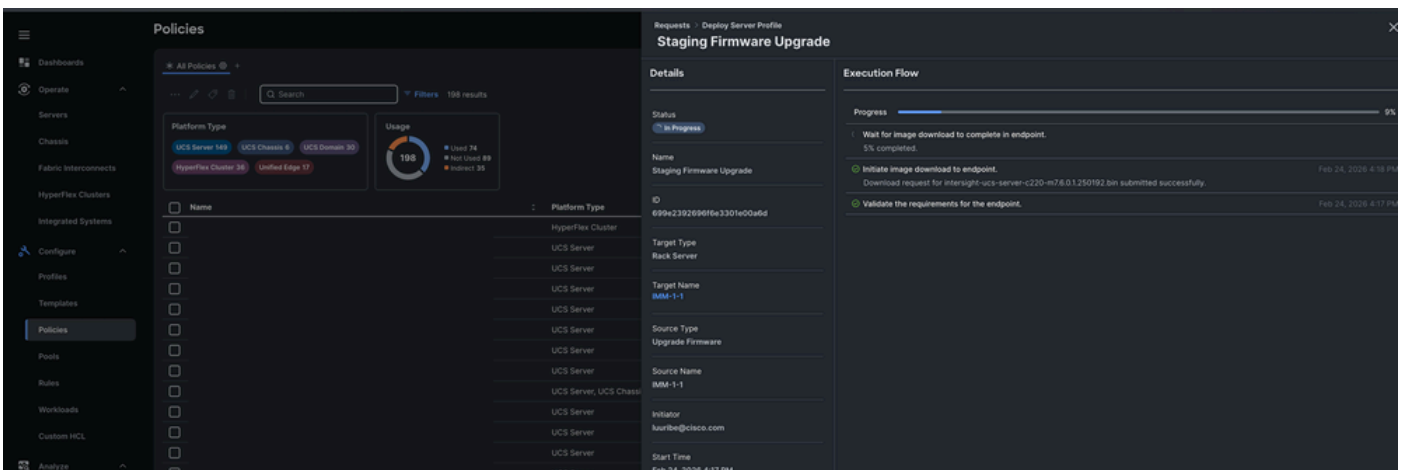 Policies
Dashboards
Operate
Servers
Chassis
Fabric Interconnects
HyperFlex Clusters
Integrated Systems
Configure
Profiles
Templates
Policies
Pools
Rules
Workloads
Custom HCL
Analyze
All Policies
Search
Filters 198 results
Platform Type
UCS Server 149 UCS Chassis 6 UCS Domain 30
HyperFlex Cluster 36 Unified Edge 17
Usage
198
Used 74
Not Used 89
Indirect 35
Name Platform Type
HyperFlex Cluster
UCS Server
UCS Server
UCS Server
UCS Server
UCS Server
UCS Server
UCS Server
UCS Server, UCS Chassi
UCS Server
UCS Server
UCS Server
Requests > Deploy Server Profile
Staging Firmware Upgrade
Details
Status
In Progress
Name
Staging Firmware Upgrade
ID
699e2392696f6e3301e00a6d
Target Type
Rack Server
Target Name
IMM-1-1
Source Type
Upgrade Firmware
Source Name
IMM-1-1
Initiator
luuribe@cisco.com
Start Time
Feb 24, 2026 4:17 PM
Execution Flow
Progress 9%
Wait for image download to complete in endpoint.
5% completed.
Initiate image download to endpoint. Feb 24, 2026 4:18 PM
Download request for intersight-ucs-server-c220-m7.6.0.1.250192.bin submitted successfully.
Validate the requirements for the endpoint. Feb 24, 2026 4:17 PM